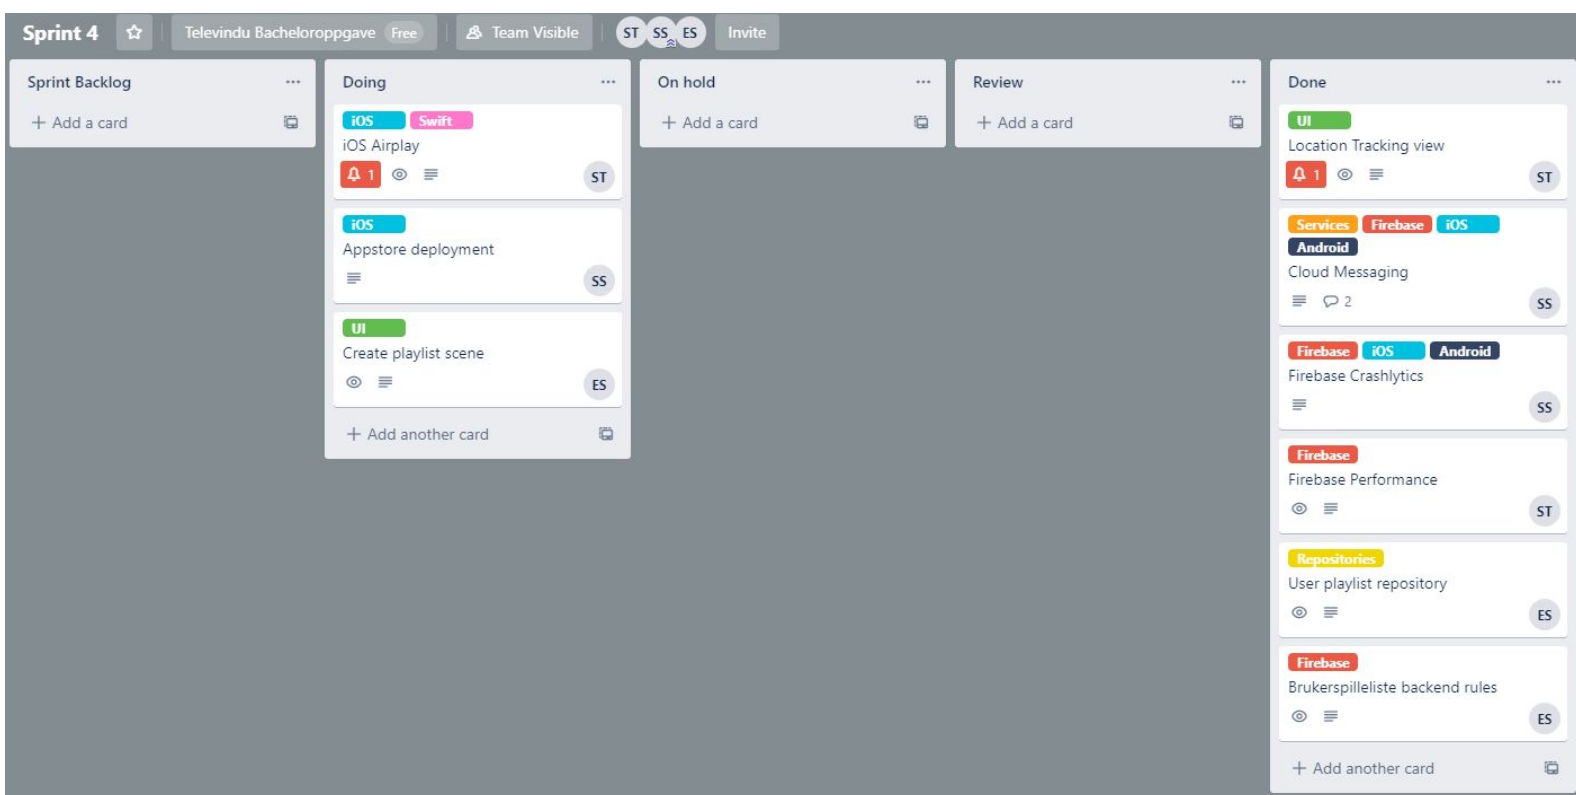 Sprint 4 Televindu Bacheloroppgave Free Team Visible ST SS ES Invite
Sprint Backlog
Add a card
Doing
iOS Swift
iOS Airplay
1
ST
iOS
Appstore deployment
SS
UI
Create playlist scene
ES
Add another card
On hold
Add a card
Review
Add a card
Done
UI
Location Tracking view
1
ST
Services Firebase iOS
Android
Cloud Messaging
2
SS
Firebase iOS Android
Firebase Crashlytics
SS
Firebase
Firebase Performance
ST
Repositories
User playlist repository
ES
Firebase
Brukerspilleliste backend rules
ES
Add another card